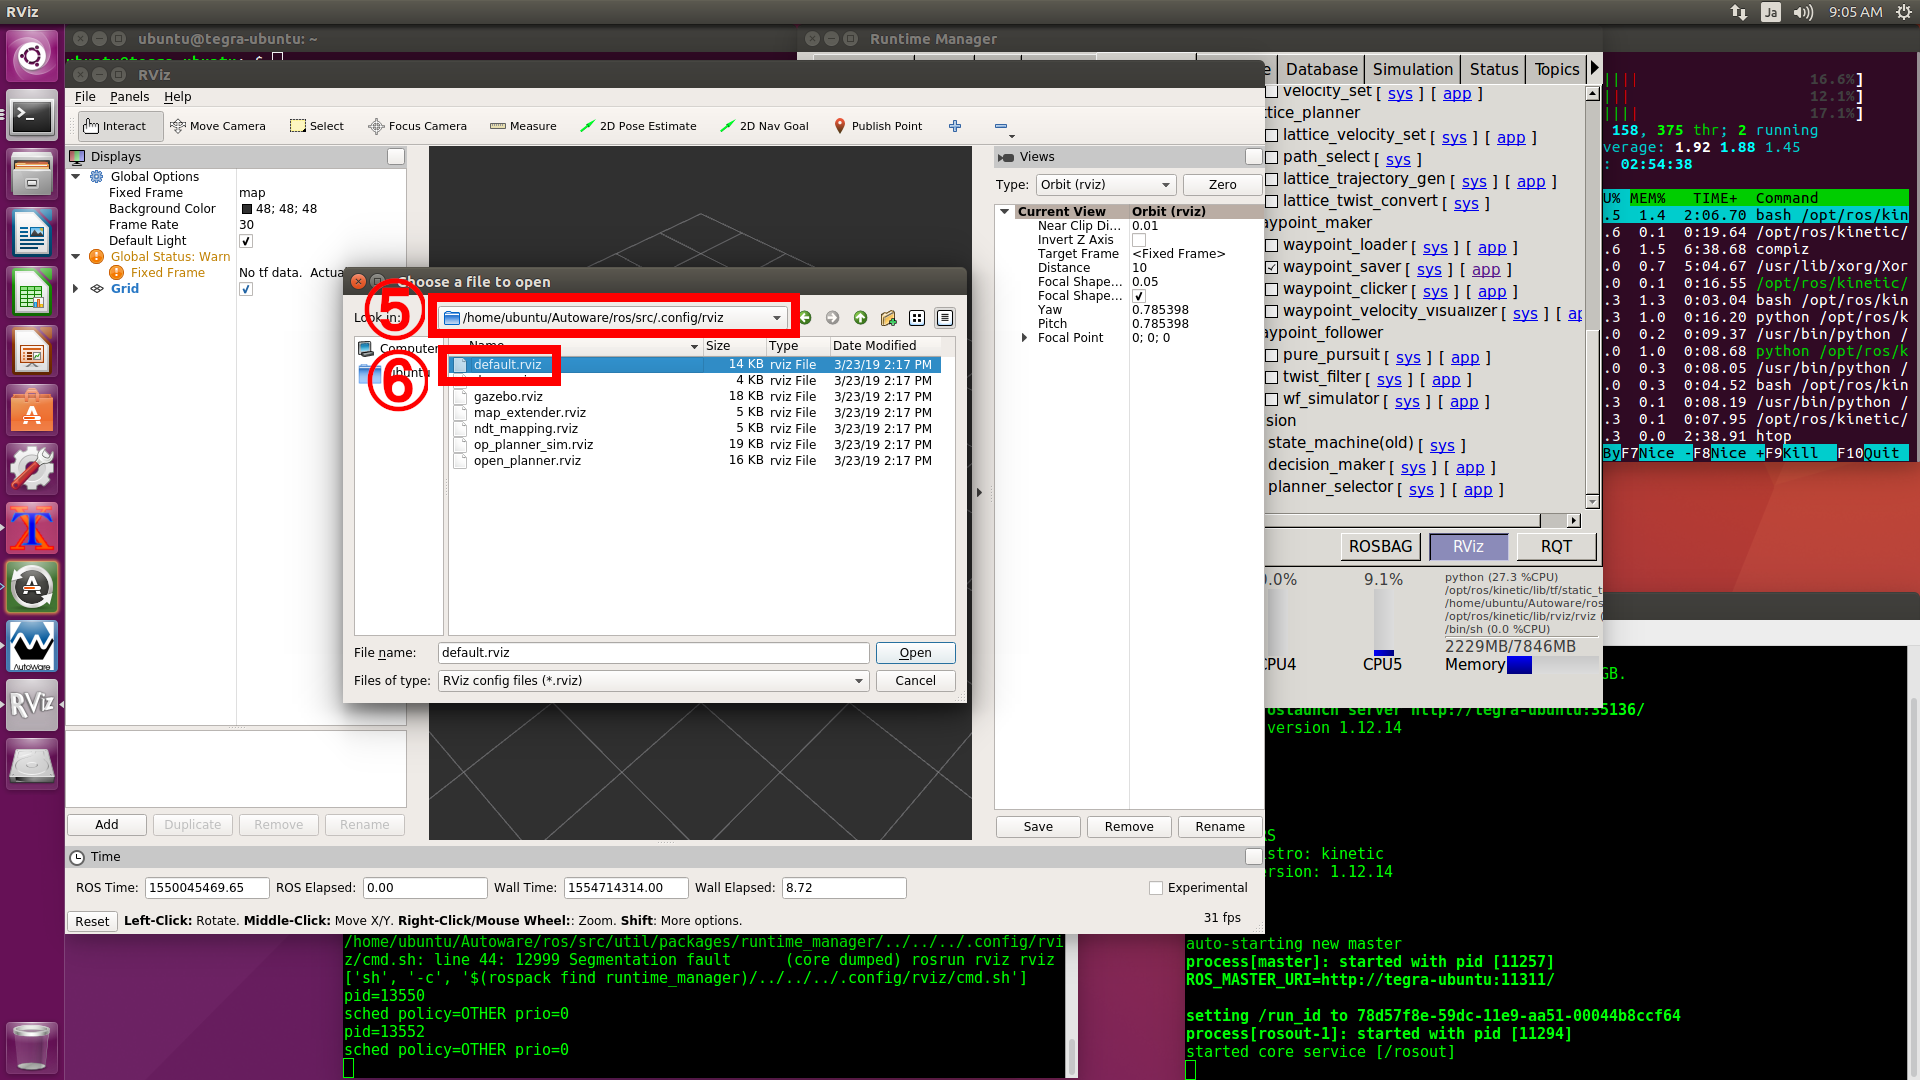 RViz
Ja
9:05 AM
ubuntu@tegra-ubuntu: ~
Runtime Manager
RViz
File Panels Help
Interact Move Camera Select Focus Camera Measure 2D Pose Estimate 2D Nav Goal Publish Point
Displays
Global Options
Fixed Frame map
Background Color 48; 48; 48
Frame Rate 30
Default Light
Global Status: Warn
Fixed Frame No tf data. Actua
Grid
Choose a file to open
⑤
Look in: /home/ubuntu/Autoware/ros/src/.config/rviz
Computer
ubuntu
⑥
Name Size Type Date Modified
default.rviz 14 KB rviz File 3/23/19 2:17 PM
4 KB rviz File 3/23/19 2:17 PM
gazebo.rviz 18 KB rviz File 3/23/19 2:17 PM
map_extender.rviz 5 KB rviz File 3/23/19 2:17 PM
ndt_mapping.rviz 5 KB rviz File 3/23/19 2:17 PM
op_planner_sim.rviz 19 KB rviz File 3/23/19 2:17 PM
open_planner.rviz 16 KB rviz File 3/23/19 2:17 PM
File name: default.rviz Open
Files of type: RViz config files (*.rviz) Cancel
Add Duplicate Remove Rename
Views
Type: Orbit (rviz) Zero
Current View Orbit (rviz)
Near Clip Di... 0.01
Invert Z Axis
Target Frame <Fixed Frame>
Distance 10
Focal Shape... 0.05
Focal Shape...
Yaw 0.785398
Pitch 0.785398
Focal Point 0; 0; 0
Save Remove Rename
Time
ROS Time: 1550045469.65 ROS Elapsed: 0.00 Wall Time: 1554714314.00 Wall Elapsed: 8.72 Experimental
Reset Left-Click: Rotate. Middle-Click: Move X/Y. Right-Click/Mouse Wheel:: Zoom. Shift: More options. 31 fps
e Database Simulation Status Topics
velocity_set [ sys ] [ app ]
ttice_planner
lattice_velocity_set [ sys ] [ app ]
path_select [ sys ]
lattice_trajectory_gen [ sys ] [ app ]
lattice_twist_convert [ sys ]
aypoint_maker
waypoint_loader [ sys ] [ app ]
waypoint_saver [ sys ] [ app ]
waypoint_clicker [ sys ] [ app ]
waypoint_velocity_visualizer [ sys ] [ ap
aypoint_follower
pure_pursuit [ sys ] [ app ]
twist_filter [ sys ] [ app ]
wf_simulator [ sys ] [ app ]
sion
state_machine(old) [ sys ]
decision_maker [ sys ] [ app ]
planner_selector [ sys ] [ app ]
ROSBAG RViz RQT
0.0% 9.1%
CPU4 CPU5
python (27.3 %CPU)
/opt/ros/kinetic/lib/tf/static_t
/home/ubuntu/Autoware/ros
/opt/ros/kinetic/lib/rviz/rviz (
/bin/sh (0.0 %CPU)
2229MB/7846MB
Memory
16.6%]
12.1%]
17.1%]
158, 375 thr; 2 running
verage: 1.92 1.88 1.45
: 02:54:38
U% MEM% TIME+ Command
.5 1.4 2:06.70 bash /opt/ros/kin
.6 0.1 0:19.64 /opt/ros/kinetic/
.6 1.5 6:38.68 compiz
.0 0.7 5:04.67 /usr/lib/xorg/Xor
.0 0.1 0:16.55 /opt/ros/kinetic/
.3 1.3 0:03.04 bash /opt/ros/kin
.3 1.0 0:16.20 python /opt/ros/k
.0 0.2 0:09.37 /usr/bin/python /
.0 1.0 0:08.68 python /opt/ros/k
.3 0.3 0:08.05 /usr/bin/python /
.0 0.3 0:04.52 bash /opt/ros/kin
.3 0.1 0:08.19 /usr/bin/python /
.3 0.1 0:07.95 /opt/ros/kinetic/
.3 0.0 2:38.91 htop
ByF7Nice -F8Nice +F9Kill F10Quit
GB.
ostaunch server http://tegra-ubuntu:35136/
version 1.12.14
RS
stro: kinetic
ersion: 1.12.14
auto-starting new master
process[master]: started with pid [11257]
ROS_MASTER_URI=http://tegra-ubuntu:11311/
setting /run_id to 78d57f8e-59dc-11e9-aa51-00044b8ccf64
process[rosout-1]: started with pid [11294]
started core service [/rosout]
/home/ubuntu/Autoware/ros/src/util/packages/runtime_manager/../../../.config/rvi
z/cmd.sh: line 44: 12999 Segmentation fault (core dumped) rosrun rviz rviz
['sh', '-c', '$(rospack find runtime_manager)/../../../.config/rviz/cmd.sh']
pid=13550
sched policy=OTHER prio=0
pid=13552
sched policy=OTHER prio=0
AutoWare
RViz